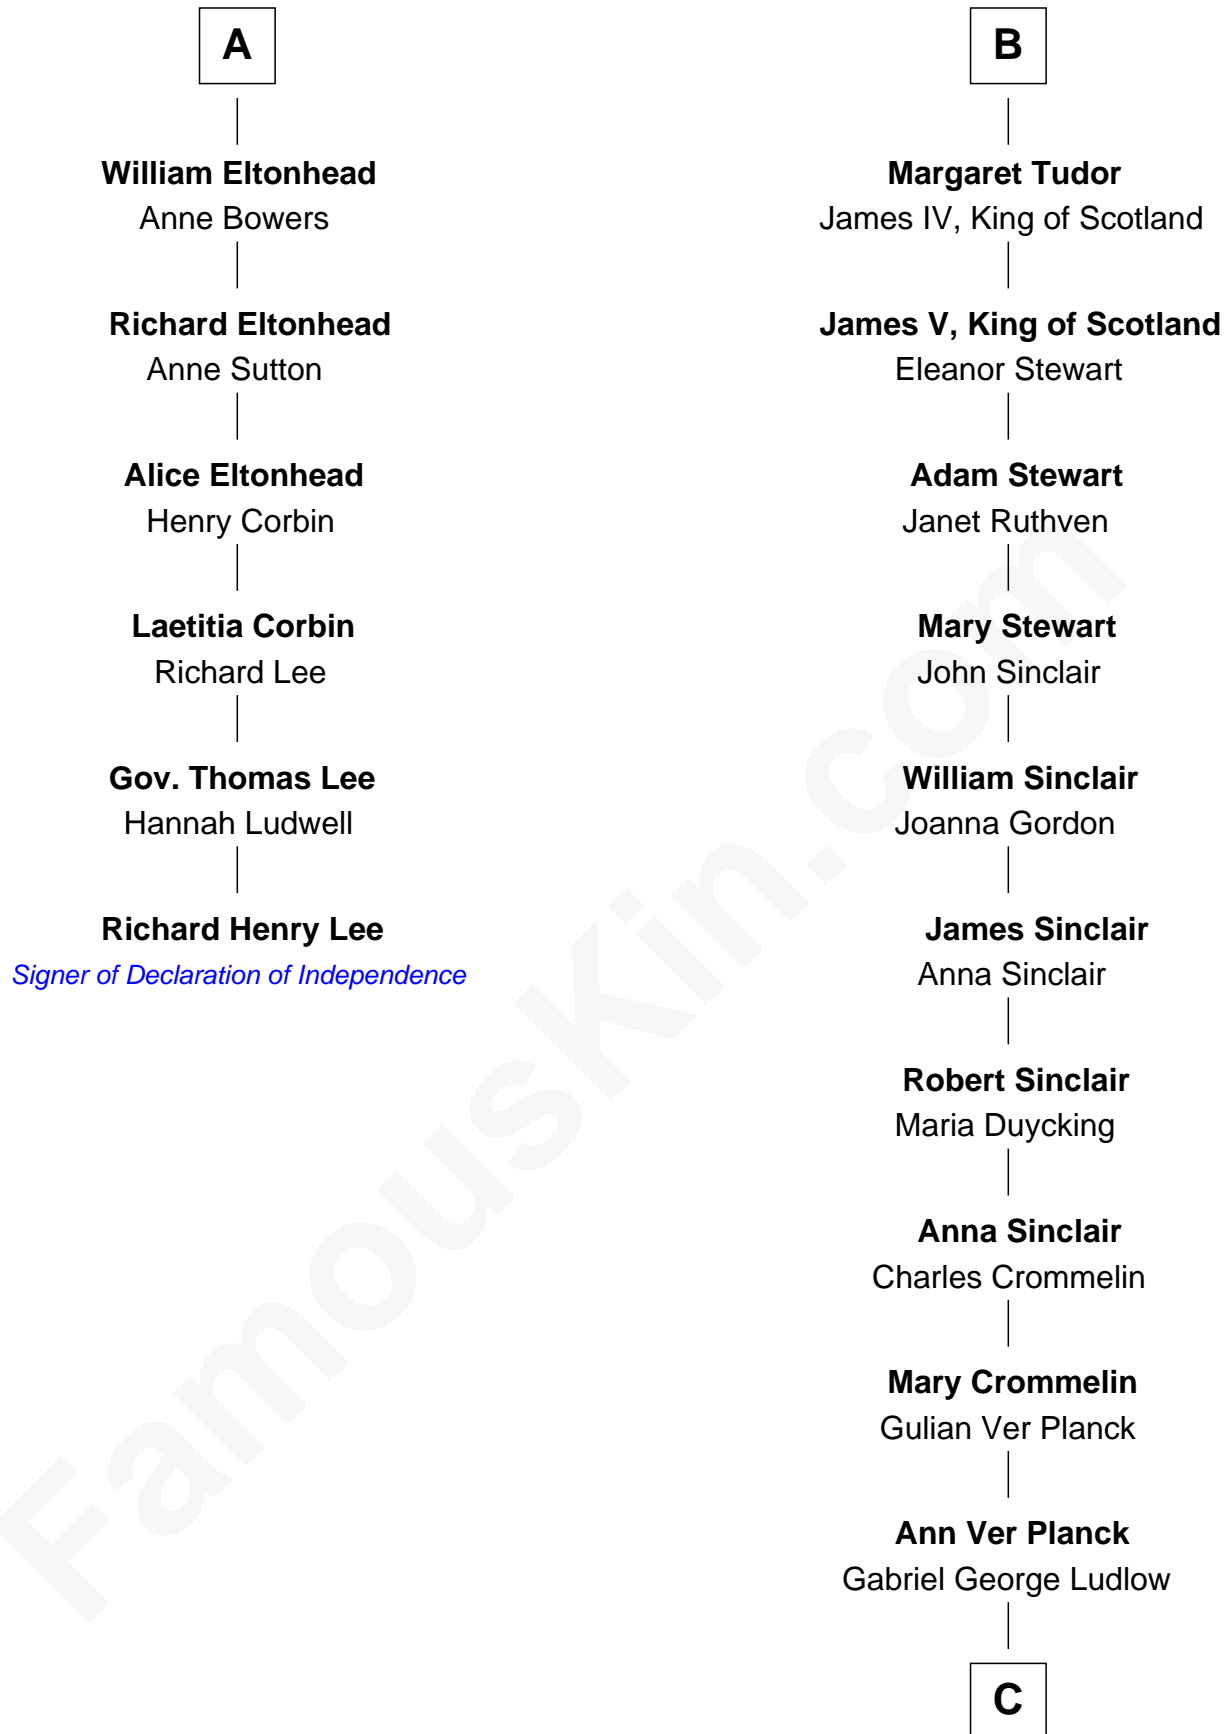 A
William Eltonhead
Anne Bowers
Richard Eltonhead
Anne Sutton
Alice Eltonhead
Henry Corbin
Laetitia Corbin
Richard Lee
Gov. Thomas Lee
Hannah Ludwell
Richard Henry Lee
Signer of Declaration of Independence
B
Margaret Tudor
James IV, King of Scotland
James V, King of Scotland
Eleanor Stewart
Adam Stewart
Janet Ruthven
Mary Stewart
John Sinclair
William Sinclair
Joanna Gordon
James Sinclair
Anna Sinclair
Robert Sinclair
Maria Duycking
Anna Sinclair
Charles Crommelin
Mary Crommelin
Gulian Ver Planck
Ann Ver Planck
Gabriel George Ludlow
C
FamousKin.com